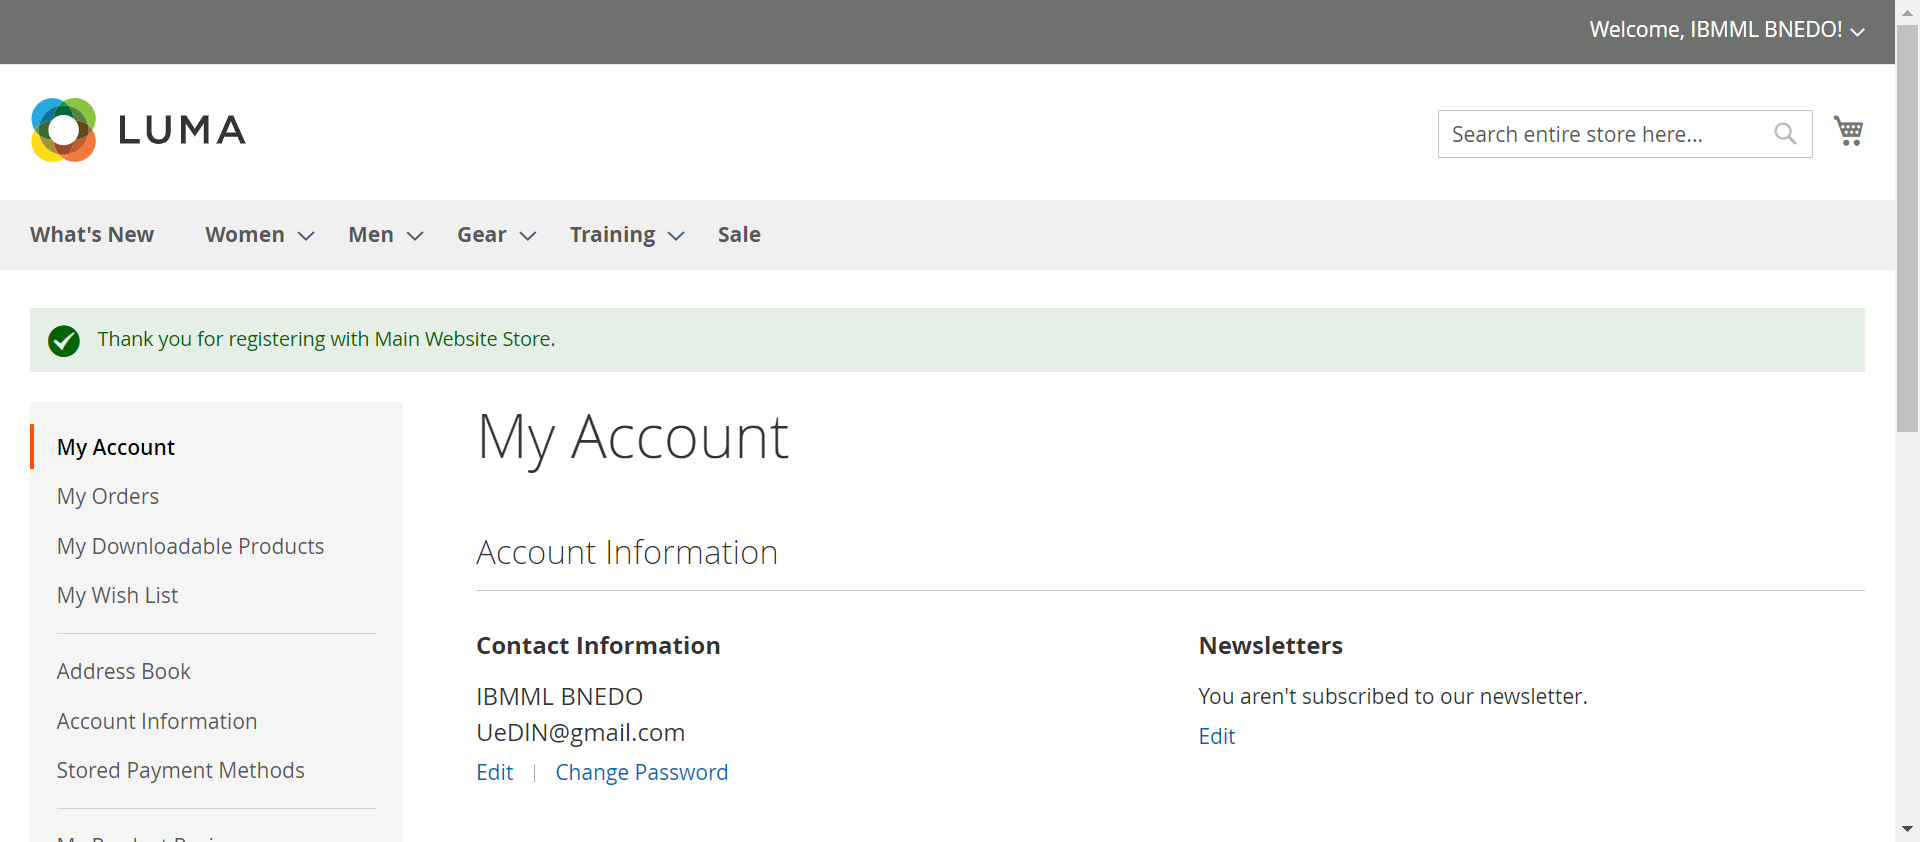 Welcome, IBMML BNEDO!
LUMA
Search entire store here...
What's New Women Men Gear Training Sale
Thank you for registering with Main Website Store.
My Account
My Orders
My Downloadable Products
My Wish List
Address Book
Account Information
Stored Payment Methods
My Account
Account Information
Contact Information
IBMML BNEDO
UeDlN@gmail.com
Edit | Change Password
Newsletters
You aren't subscribed to our newsletter.
Edit